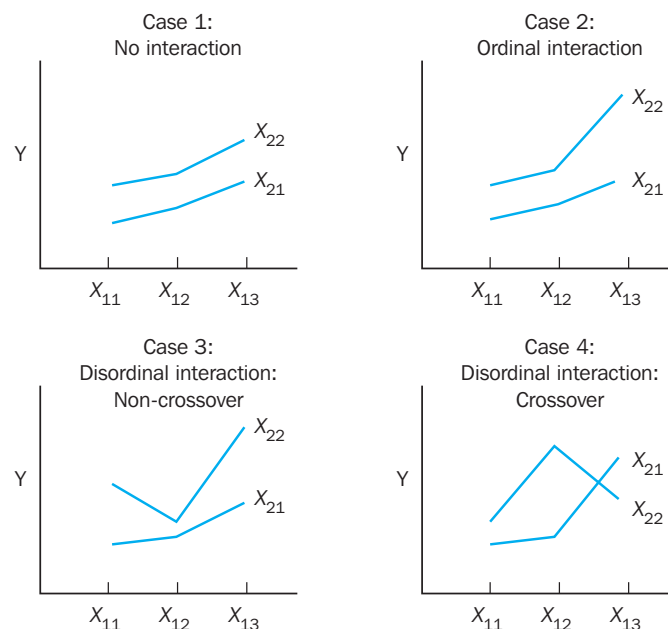 Case 1:
No interaction
Y
X22
X21
X11 X12 X13
Case 2:
Ordinal interaction
Y
X22
X21
X11 X12 X13
Case 3:
Disordinal interaction:
Non-crossover
Y
X22
X21
X11 X12 X13
Case 4:
Disordinal interaction:
Crossover
Y
X21
X22
X11 X12 X13